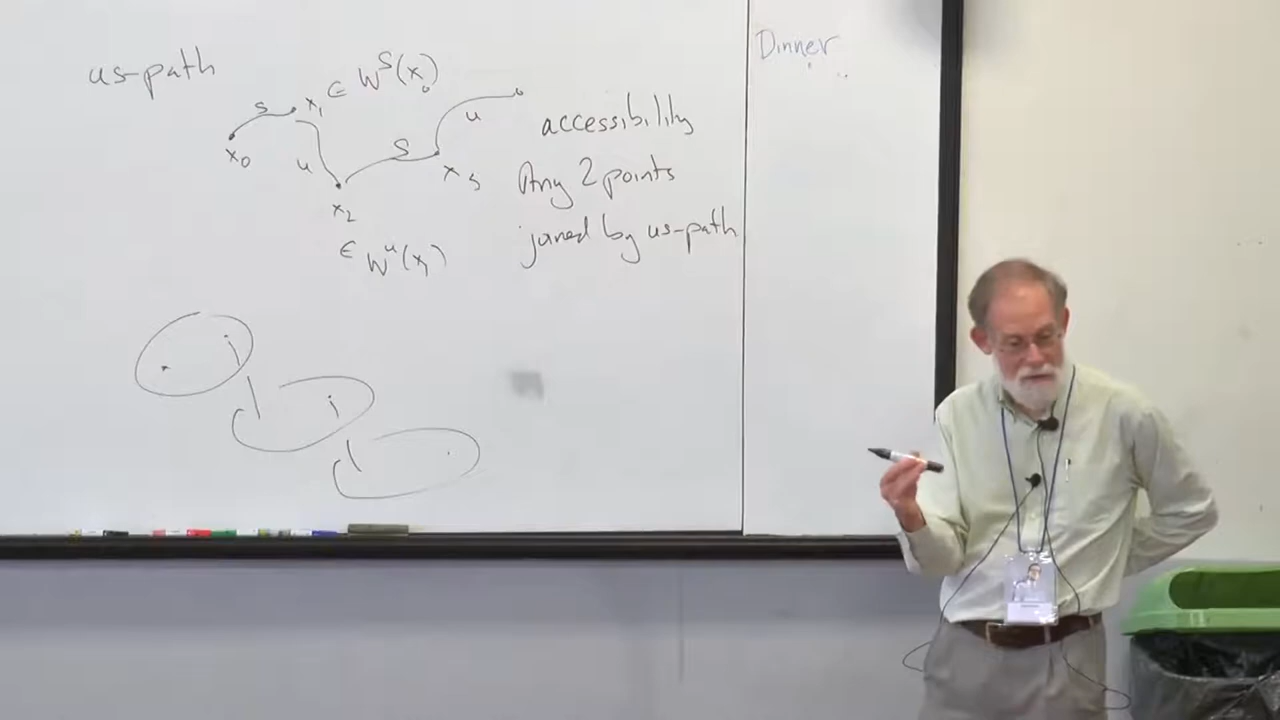 us-path
s x₁ ∈ W^S(x₀)
x₀ u s x₃ u
x₂
∈ W^u(x₁)
accessibility
Any 2 points
joined by us-path
Dinner